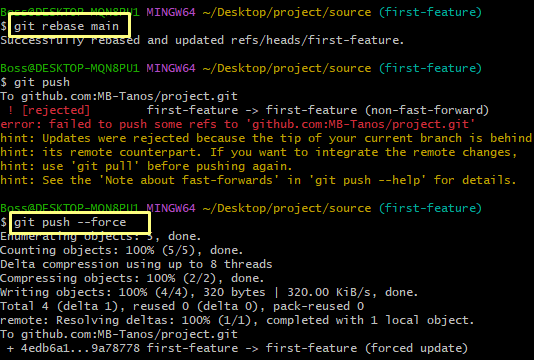 Boss@DESKTOP-MQN8PU1 MINGW64 ~/Desktop/project/source (first-feature)
$ git rebase main
Successfully rebased and updated refs/heads/first-feature.
Boss@DESKTOP-MQN8PU1 MINGW64 ~/Desktop/project/source (first-feature)
$ git push
To github.com:MB-Tanos/project.git
! [rejected] first-feature -> first-feature (non-fast-forward)
error: failed to push some refs to 'github.com:MB-Tanos/project.git'
hint: Updates were rejected because the tip of your current branch is behind
hint: its remote counterpart. If you want to integrate the remote changes,
hint: use 'git pull' before pushing again.
hint: See the 'Note about fast-forwards' in 'git push --help' for details.
Boss@DESKTOP-MQN8PU1 MINGW64 ~/Desktop/project/source (first-feature)
$ git push --force
Enumerating objects: 5, done.
Counting objects: 100% (5/5), done.
Delta compression using up to 8 threads
Compressing objects: 100% (2/2), done.
Writing objects: 100% (4/4), 320 bytes | 320.00 KiB/s, done.
Total 4 (delta 1), reused 0 (delta 0), pack-reused 0
remote: Resolving deltas: 100% (1/1), completed with 1 local object.
To github.com:MB-Tanos/project.git
+ 4edb6a1...9a78778 first-feature -> first-feature (forced update)